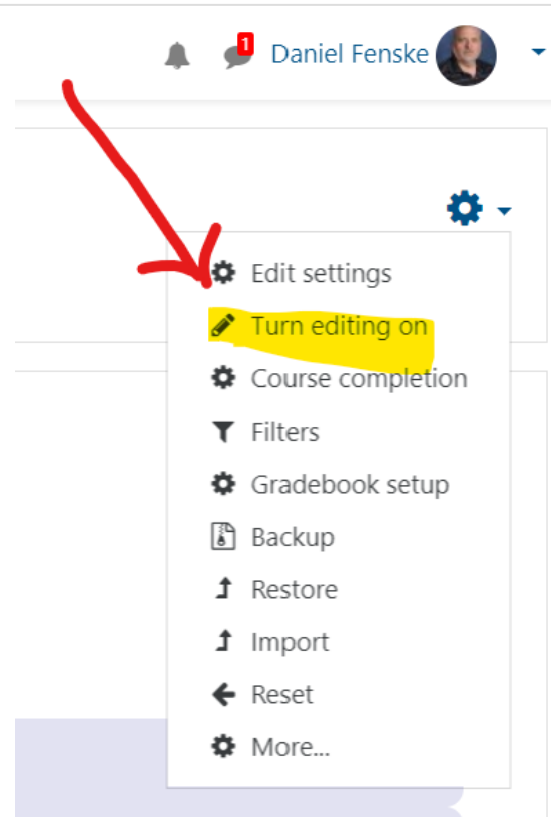 1
Daniel Fenske
Edit settings
Turn editing on
Course completion
Filters
Gradebook setup
Backup
Restore
Import
Reset
More...